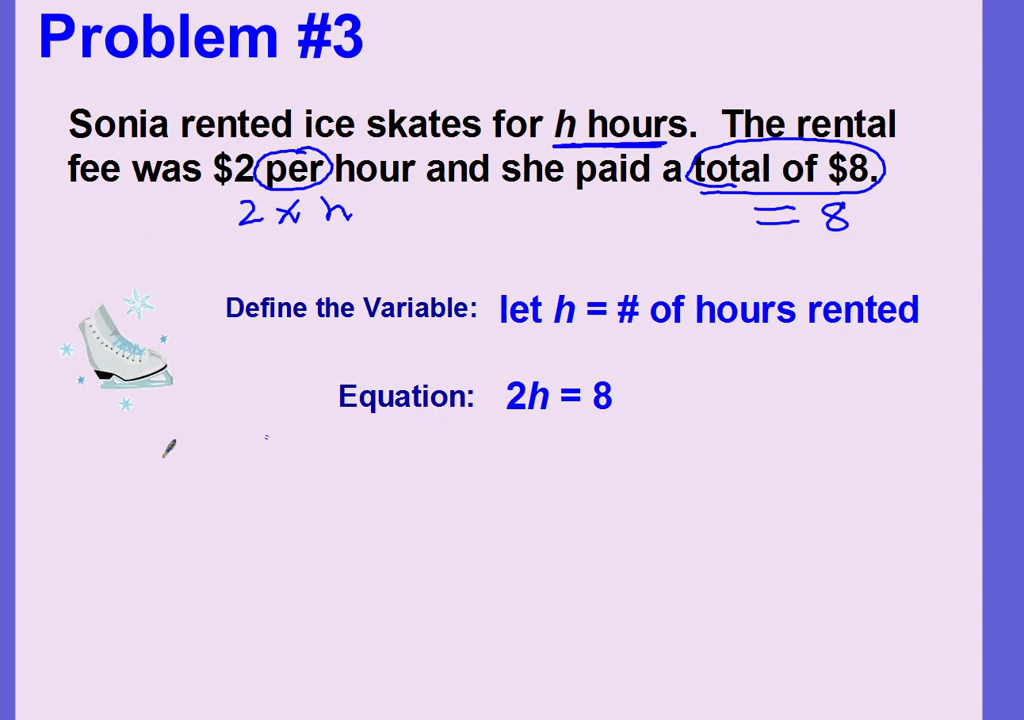 Problem #3
Sonia rented ice skates for h hours. The rental
fee was $2 per hour and she paid a total of $8.
2 x h = 8
Define the Variable: let h = # of hours rented
Equation: 2h = 8